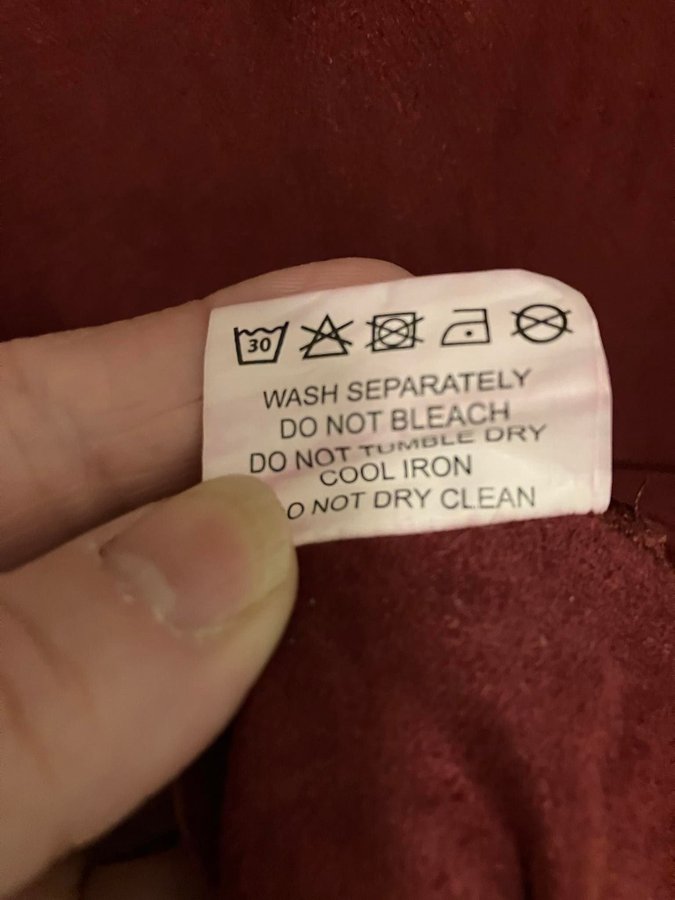 30
WASH SEPARATELY
DO NOT BLEACH
DO NOT TUMBLE DRY
COOL IRON
O NOT DRY CLEAN